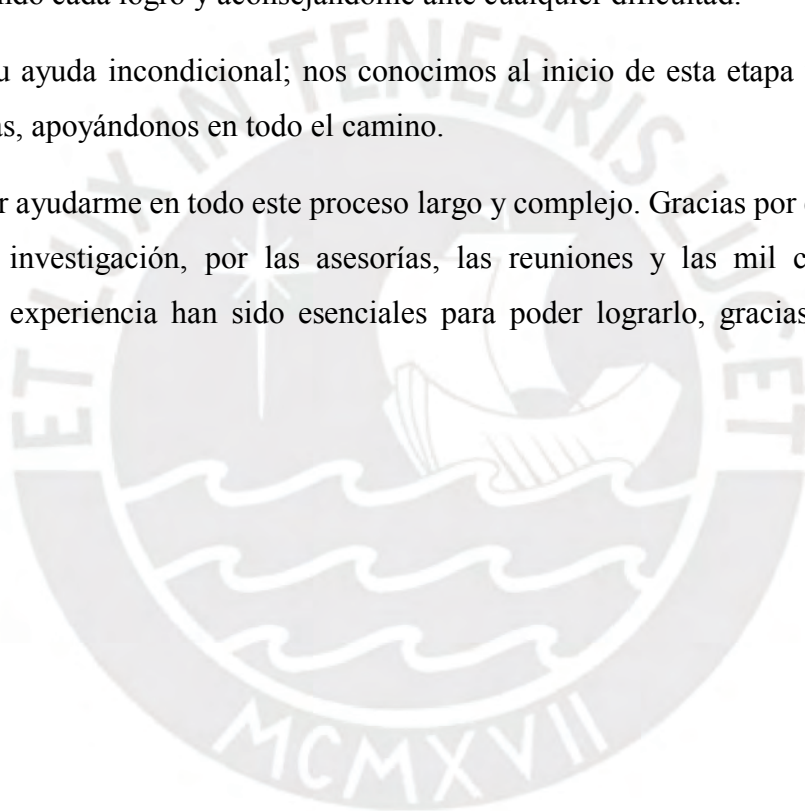 ndo cada logro y aconsejándome ante cualquier dificultad.
u ayuda incondicional; nos conocimos al inicio de esta etapa
as, apoyándonos en todo el camino.
r ayudarme en todo este proceso largo y complejo. Gracias por
investigación, por las asesorías, las reuniones y las mil
experiencia han sido esenciales para poder lograrlo, gracias
ET LUX IN TENEBRIS LUCET
MCMXVII